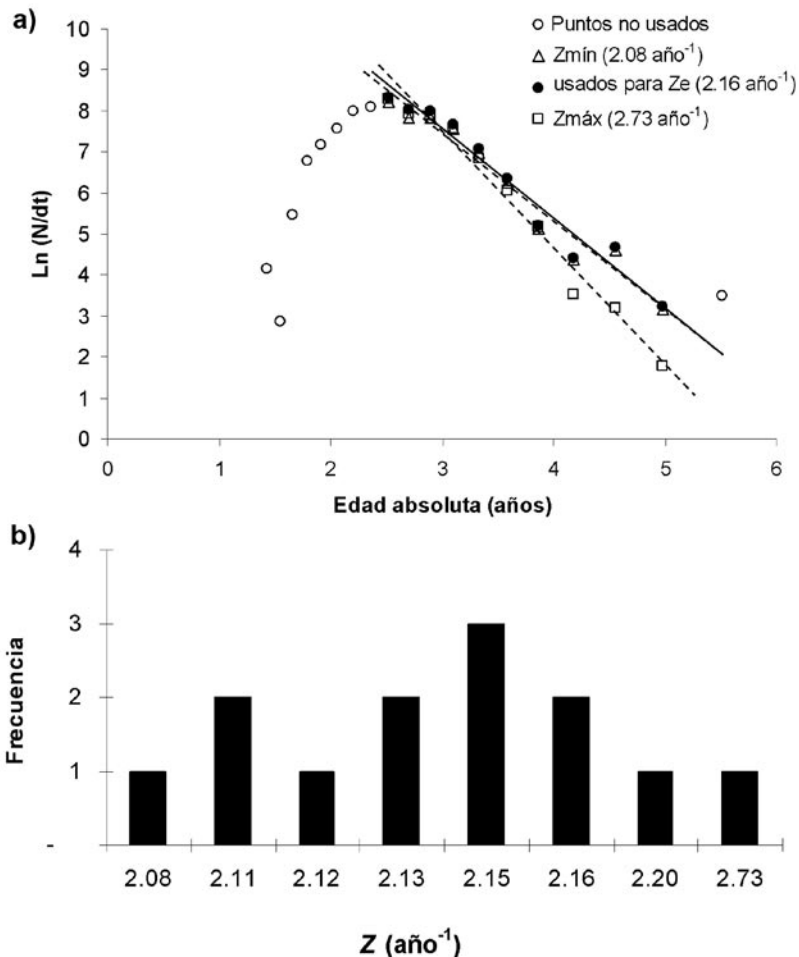 a)
Ln (N/dt)
10
9
8
7
6
5
4
3
2
1
0
0 1 2 3 4 5 6
Edad absoluta (años)
Puntos no usados
Zmín (2.08 año-1)
usados para Ze (2.16 año-1)
Zmáx (2.73 año-1)
b)
Frecuencia
4
3
2
1
-
2.08 2.11 2.12 2.13 2.15 2.16 2.20 2.73
Z (año-1)